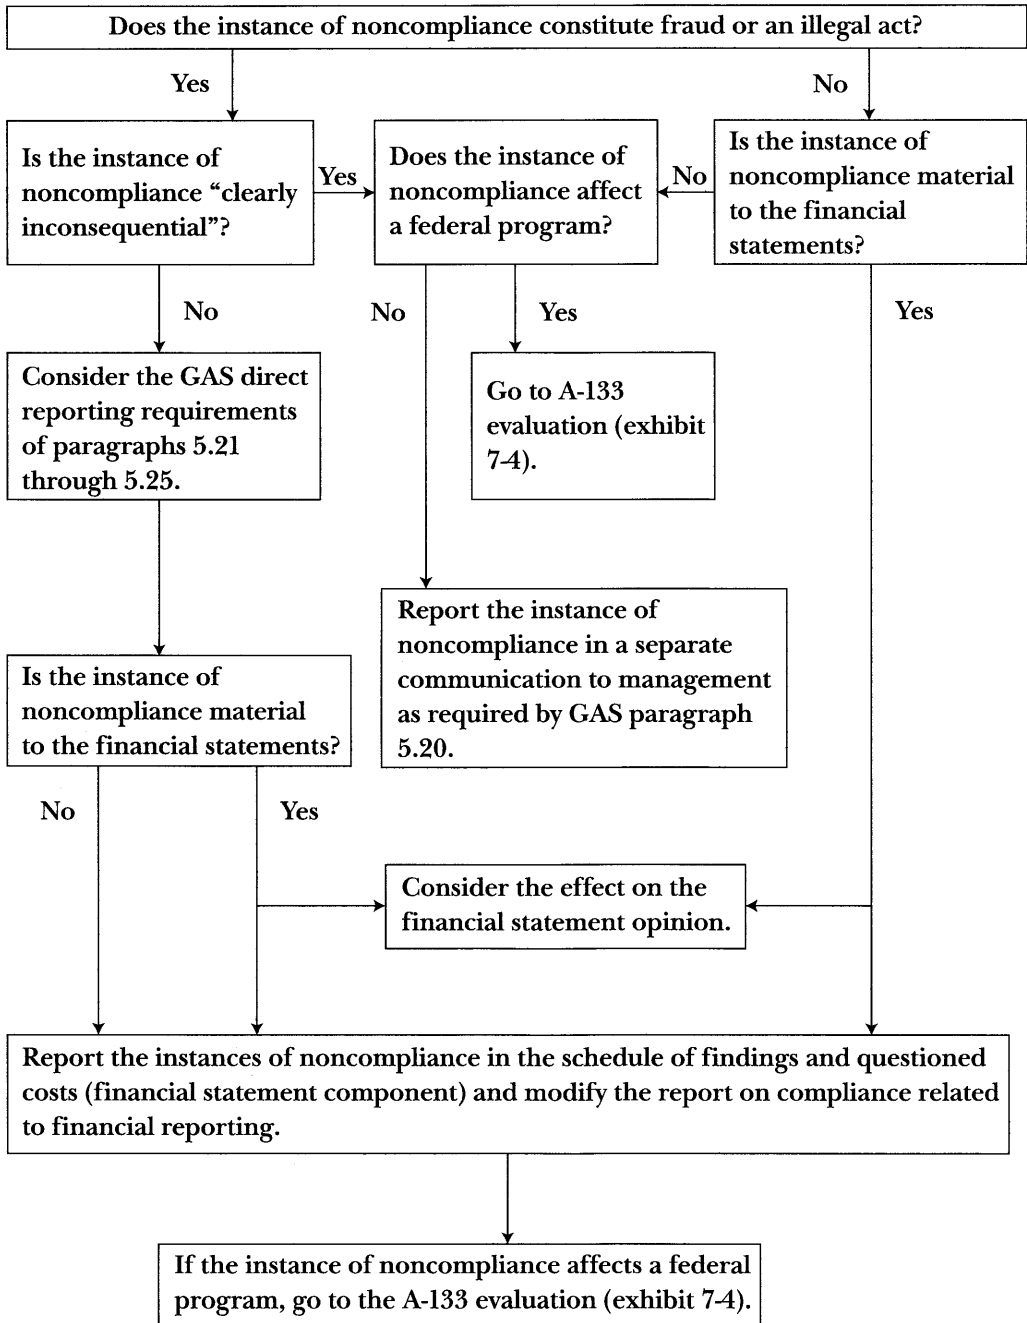 Does the instance of noncompliance constitute fraud or an illegal act?
Yes
No
Is the instance of
noncompliance “clearly
inconsequential”?
Yes
Does the instance of
noncompliance affect
a federal program?
No
Is the instance of
noncompliance material
to the financial
statements?
No
No
Yes
Yes
Consider the GAS direct
reporting requirements
of paragraphs 5.21
through 5.25.
Go to A-133
evaluation (exhibit
7-4).
Report the instance of
noncompliance in a separate
communication to management
as required by GAS paragraph
5.20.
Is the instance of
noncompliance material
to the financial statements?
No
Yes
Consider the effect on the
financial statement opinion.
Report the instances of noncompliance in the schedule of findings and questioned
costs (financial statement component) and modify the report on compliance related
to financial reporting.
If the instance of noncompliance affects a federal
program, go to the A-133 evaluation (exhibit 7-4).